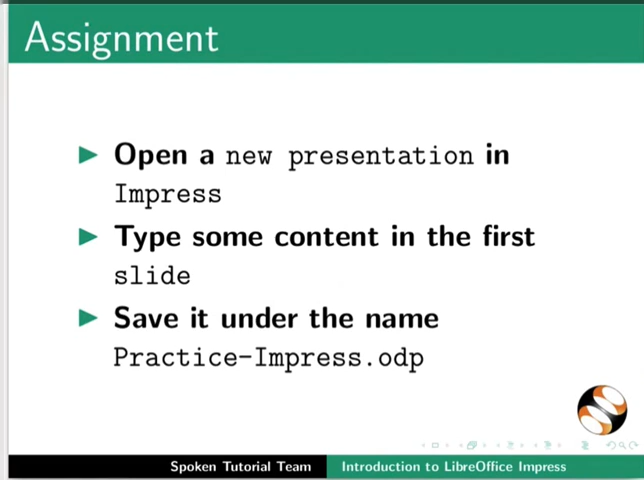 Assignment
Open a new presentation in
Impress
Type some content in the first
slide
Save it under the name
Practice-Impress.odp
Spoken Tutorial Team
Introduction to LibreOffice Impress